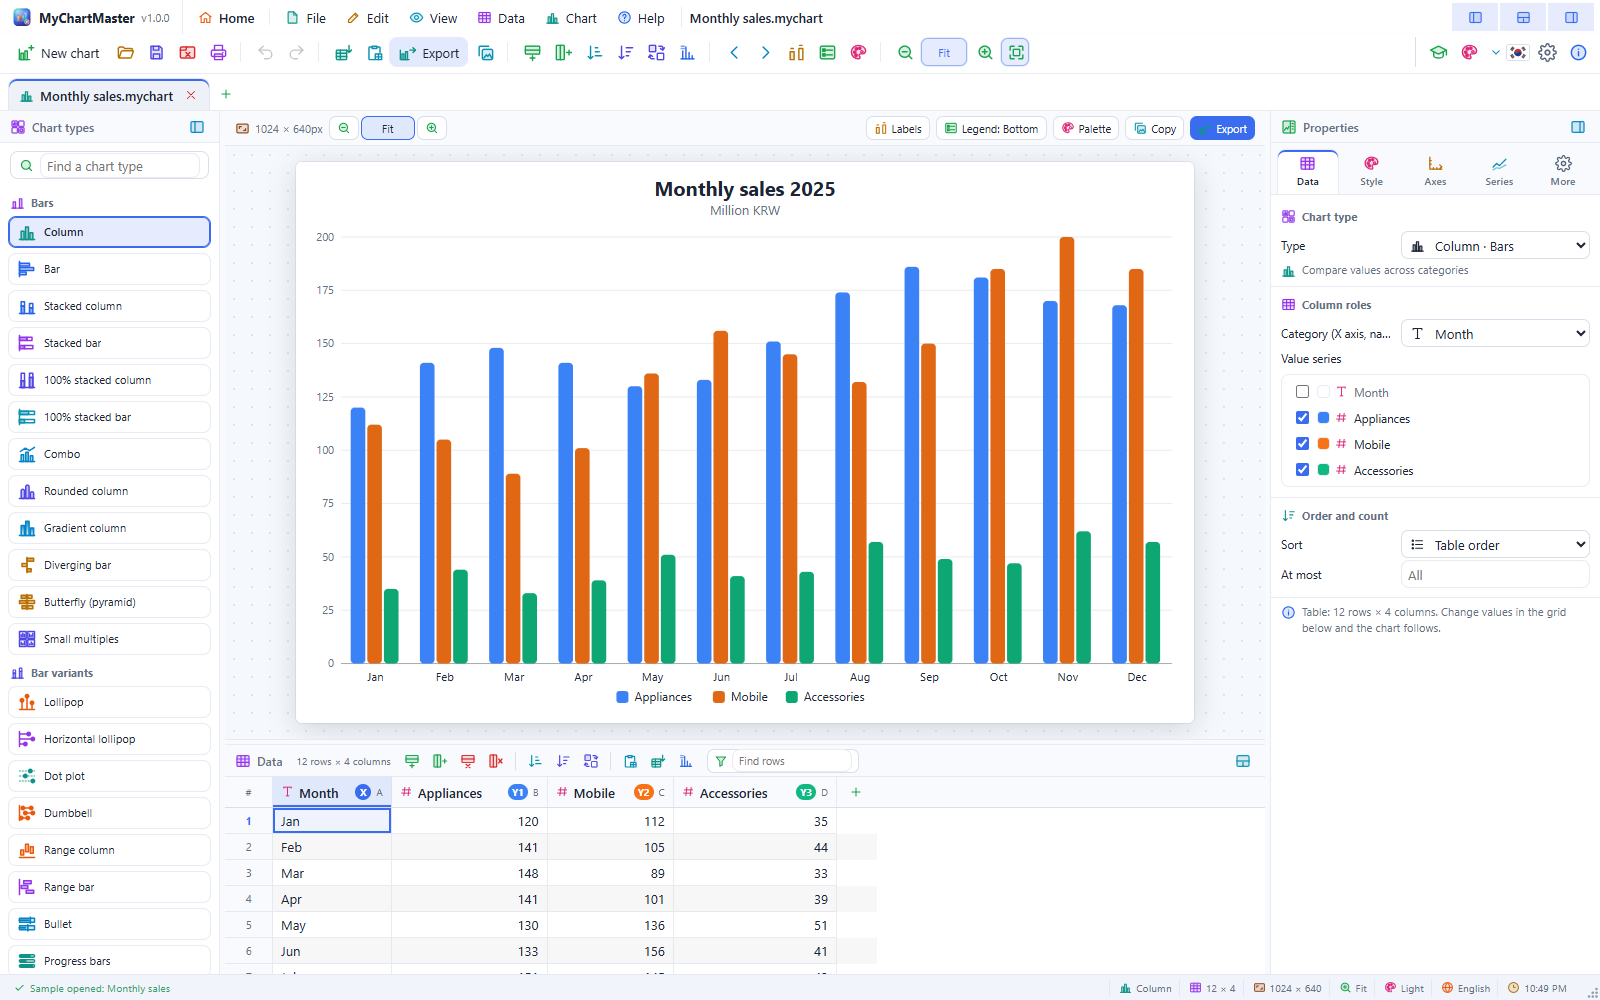 MyChartMaster v1.0.0 Home File Edit View Data Chart Help Monthly sales.mychart
New chart Export Fit
Monthly sales.mychart
Chart types
Find a chart type
Bars
Column
Bar
Stacked column
Stacked bar
100% stacked column
100% stacked bar
Combo
Rounded column
Gradient column
Diverging bar
Butterfly (pyramid)
Small multiples
Bar variants
Lollipop
Horizontal lollipop
Dot plot
Dumbbell
Range column
Range bar
Bullet
Progress bars
1024 × 640px Fit Labels Legend: Bottom Palette Copy Export
Monthly sales 2025
Million KRW
200
175
150
125
100
75
50
25
0
Jan Feb Mar Apr May Jun Jul Aug Sep Oct Nov Dec
Appliances Mobile Accessories
Data 12 rows × 4 columns Find rows
# Month X A # Appliances Y1 B # Mobile Y2 C # Accessories Y3 D +
1 Jan 120 112 35
2 Feb 141 105 44
3 Mar 148 89 33
4 Apr 141 101 39
5 May 130 136 51
6 Jun 133 156 41
Properties
Data Style Axes Series More
Chart type
Type Column · Bars
Compare values across categories
Column roles
Category (X axis, na... Month
Value series
Month
# Appliances
# Mobile
# Accessories
Order and count
Sort Table order
At most All
Table: 12 rows × 4 columns. Change values in the grid
below and the chart follows.
Sample opened: Monthly sales Column 12 × 4 1024 × 640 Fit Light English 10:49 PM